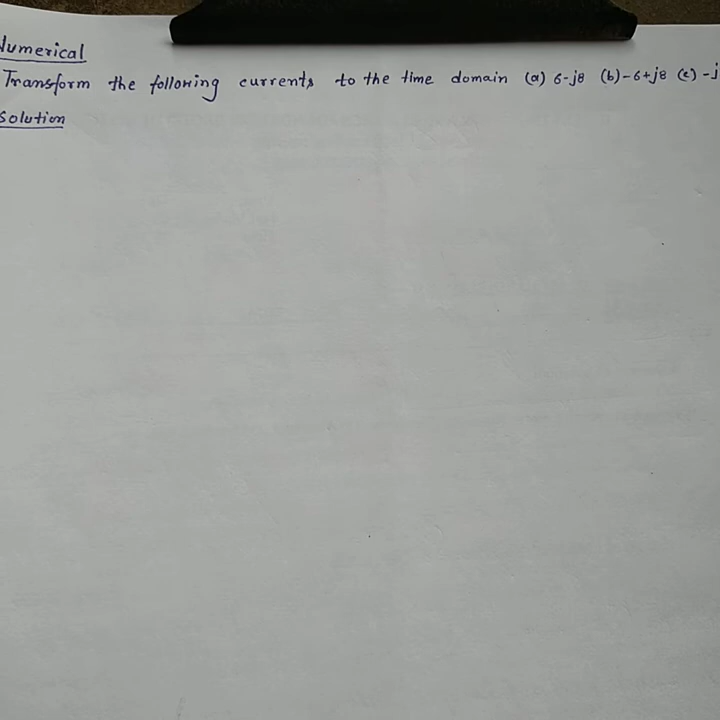 Numerical
Transform the following currents to the time domain (a) 6-j8 (b) -6+j8 (c) -j
Solution